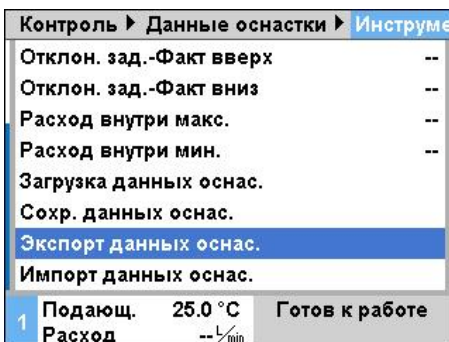 Контроль ▶ Данные оснастки ▶ Инструме
Отклон. зад.-Факт вверх --
Отклон. зад.-Факт вниз --
Расход внутри макс. --
Расход внутри мин. --
Загрузка данных оснас.
Сохр. данных оснас.
Экспорт данных оснас.
Импорт данных оснас.
1 Подающ. 25.0 °C Готов к работе
Расход -- L/min